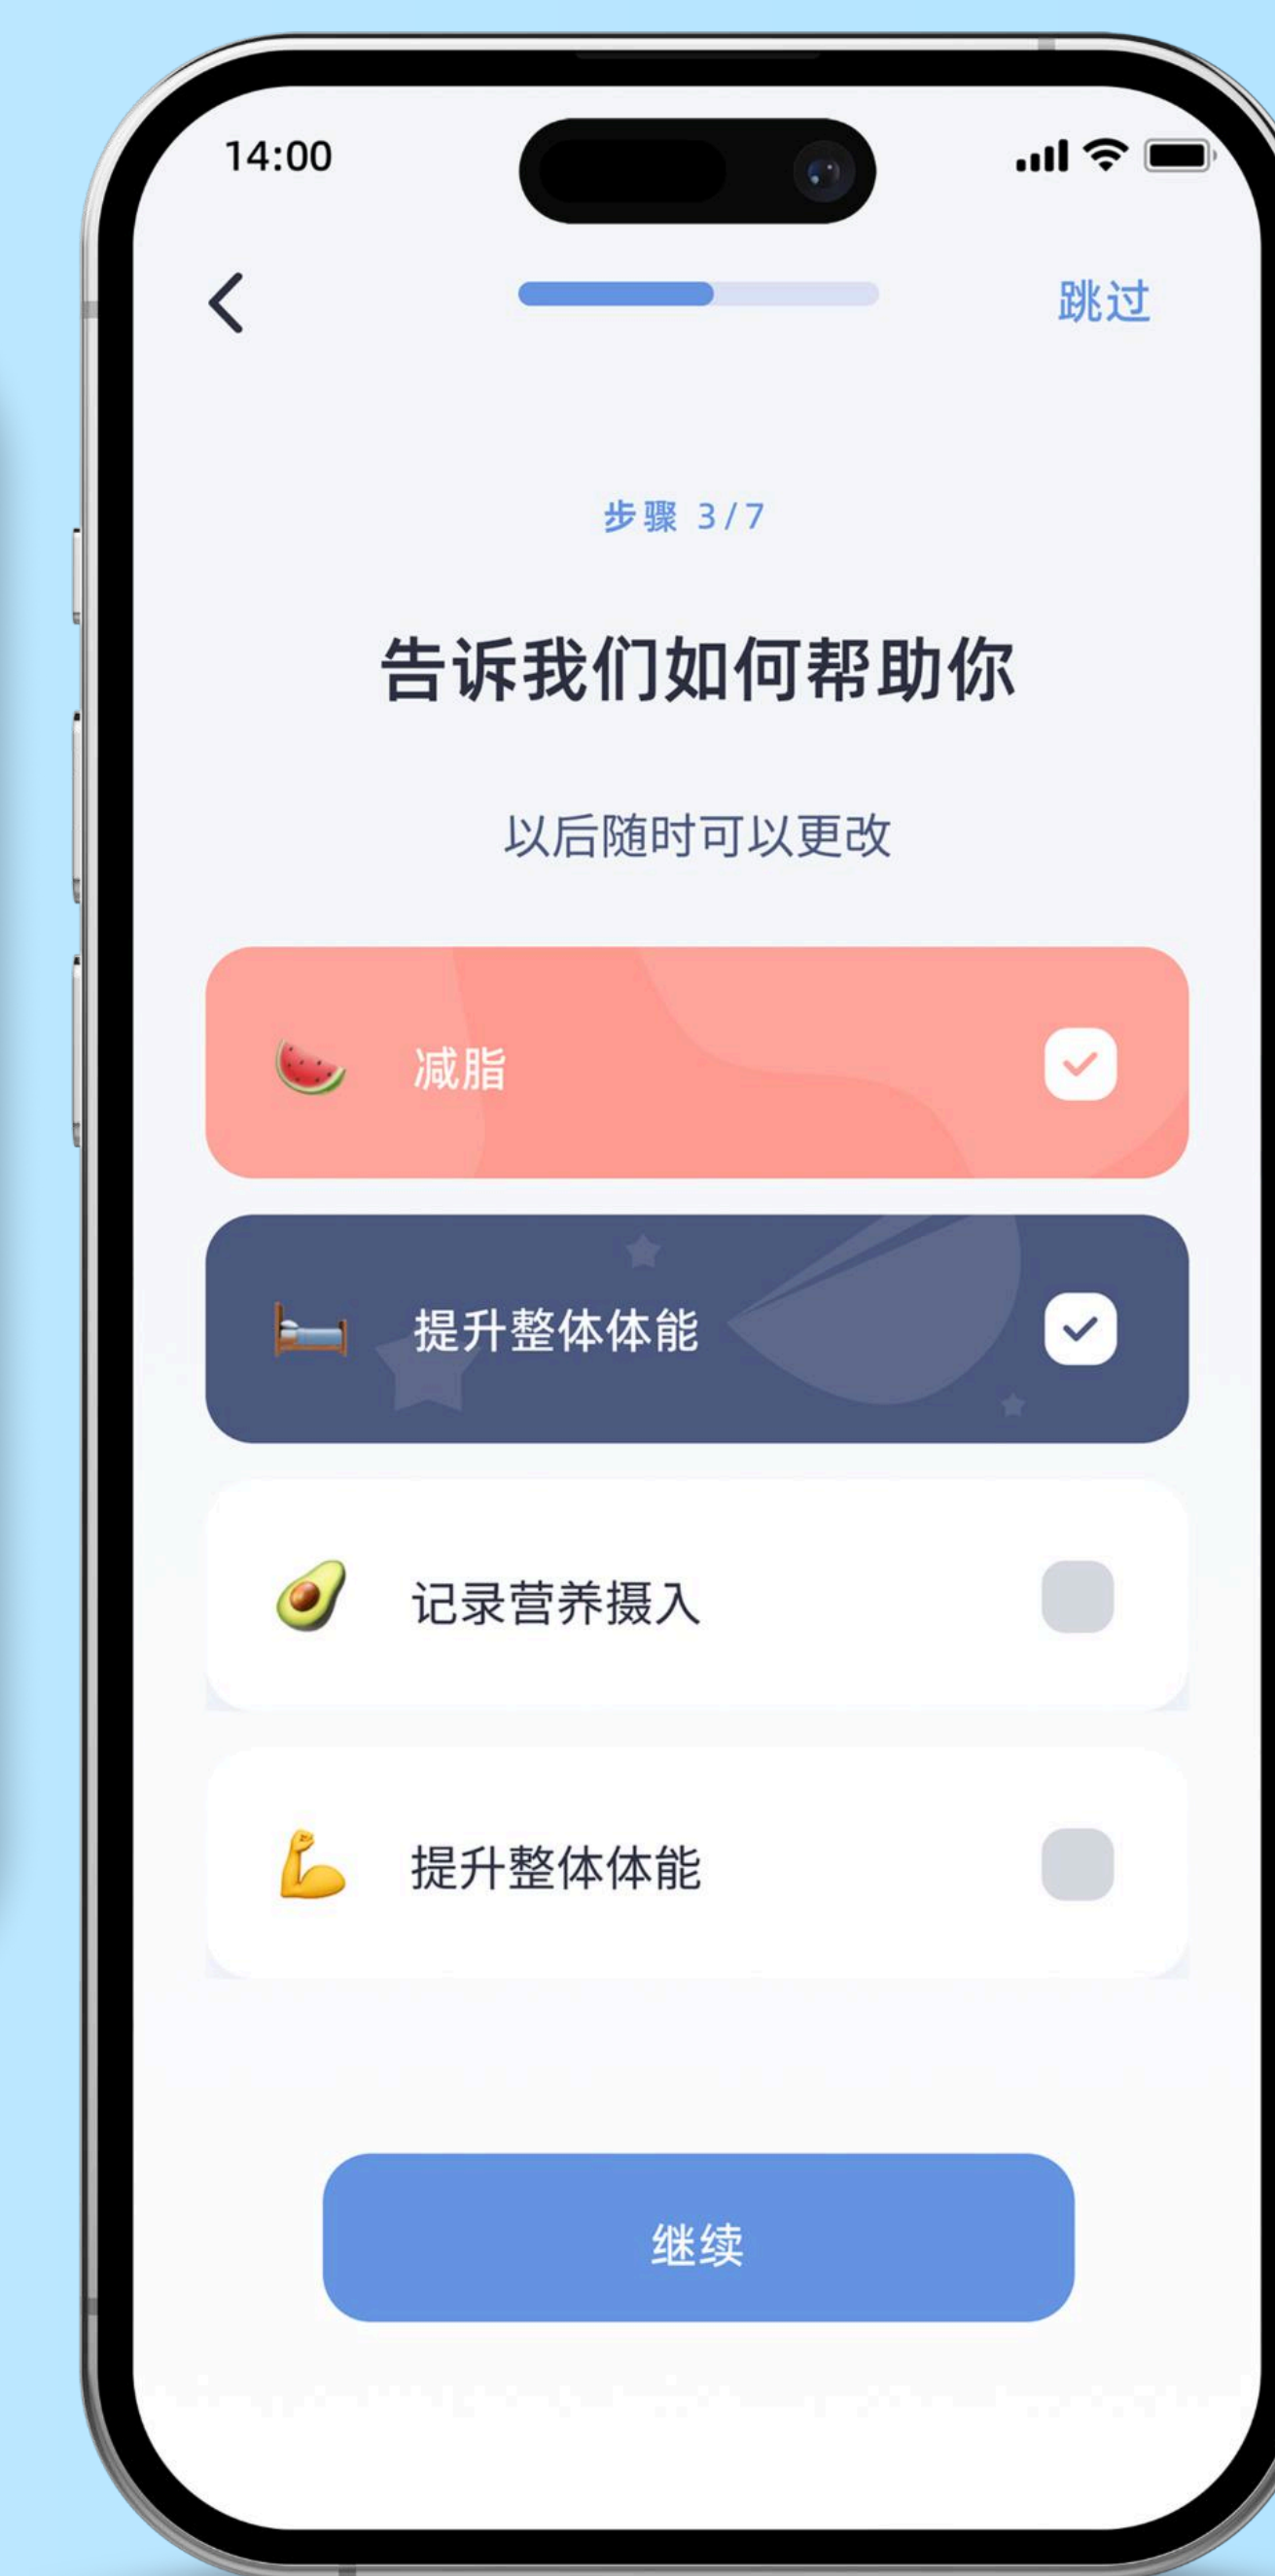 14:00
跳过
步骤 3/7
告诉我们如何帮助你
以后随时可以更改
减脂
提升整体体能
记录营养摄入
提升整体体能
继续